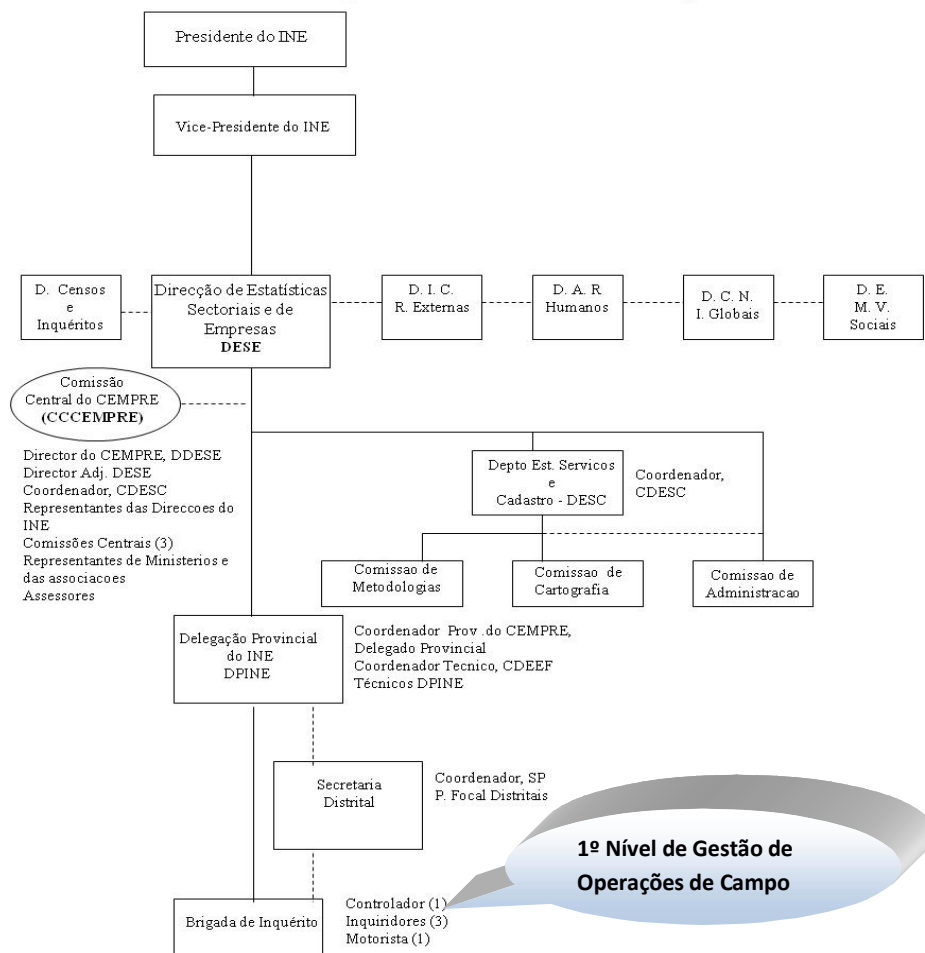 Presidente do INE
Vice-Presidente do INE
D. Censos
e
Inquéritos
Direcção de Estatísticas
Sectoriais e de
Empresas
DESE
D. I. C.
R. Externas
D. A. R
Humanos
D. C. N.
I. Globais
D. E.
M. V.
Sociais
Comissão
Central do CEMPRE
(CCCEMPRE)
Director do CEMPRE, DDESE
Director Adj. DESE
Coordenador, CDESC
Representantes das Direccoes do
INE
Comissões Centrais (3)
Representantes de Ministerios e
das associacoes
Assessores
Depto Est. Servicos
e
Cadastro - DESC
Coordenador,
CDESC
Comissao de
Metodologias
Comissao de
Cartografia
Comissao de
Administracao
Delegação Provincial
do INE
DPINE
Coordenador Prov .do CEMPRE,
Delegado Provincial
Coordenador Tecnico, CDEEF
Técnicos DPINE
Secretaria
Distrital
Coordenador, SP
P. Focal Distritais
1º Nível de Gestão de
Operações de Campo
Brigada de Inquérito
Controlador (1)
Inquiridores (3)
Motorista (1)